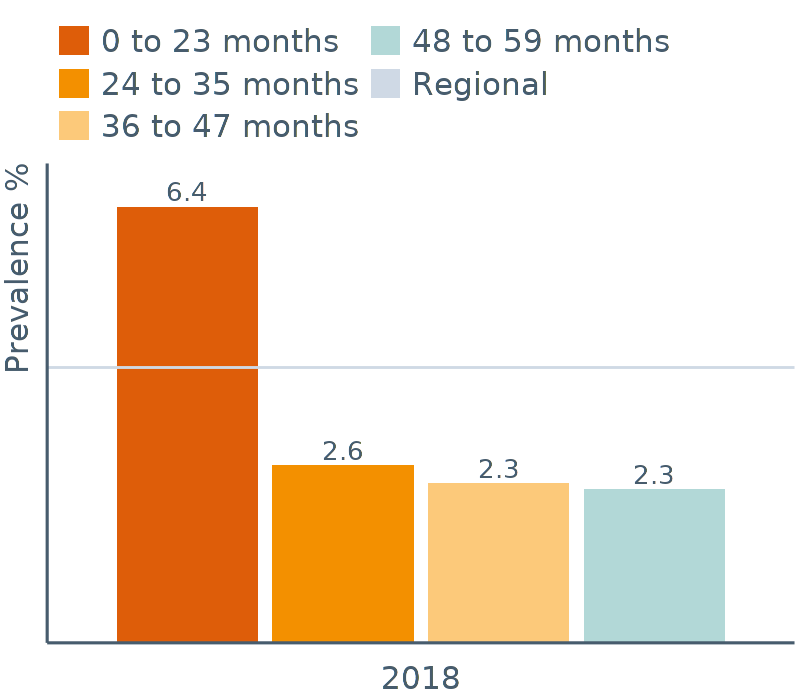 0 to 23 months
24 to 35 months
36 to 47 months
48 to 59 months
Regional
Prevalence %
6.4
2.6
2.3
2.3
2018